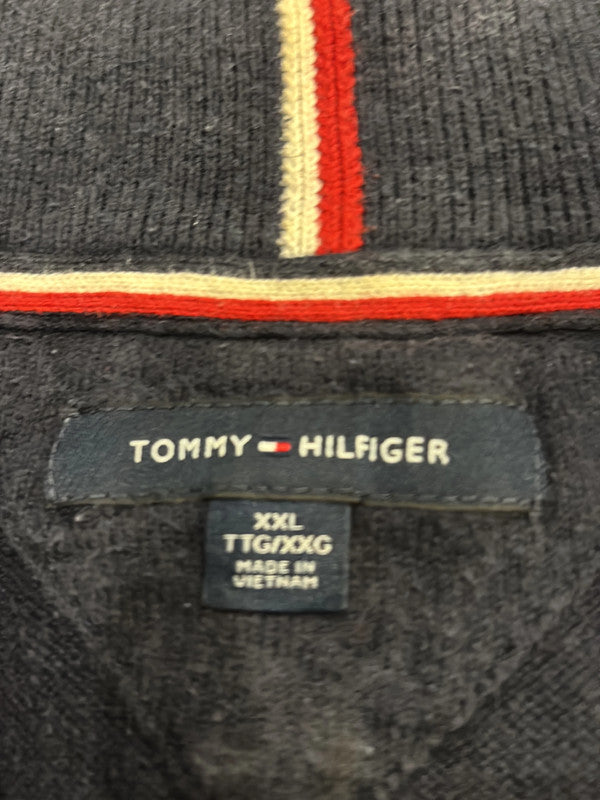 TOMMY HILFIGER
XXL
TTG/XXG
MADE IN
VIETNAM